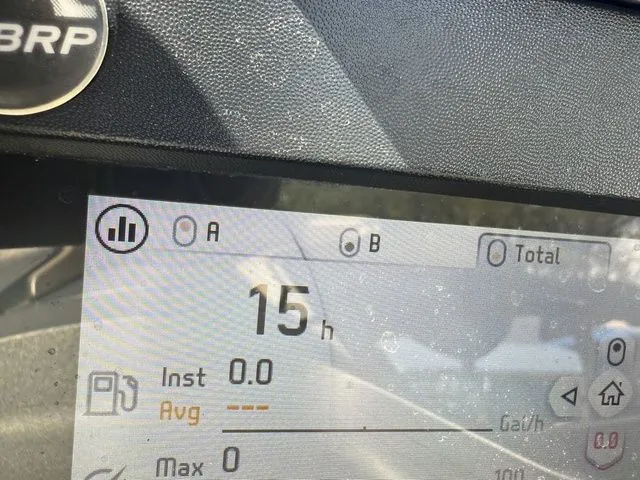 BRP
A B Total
15 h
Inst 0.0
Avg ---
Gal/h
0.0
Max 0
100